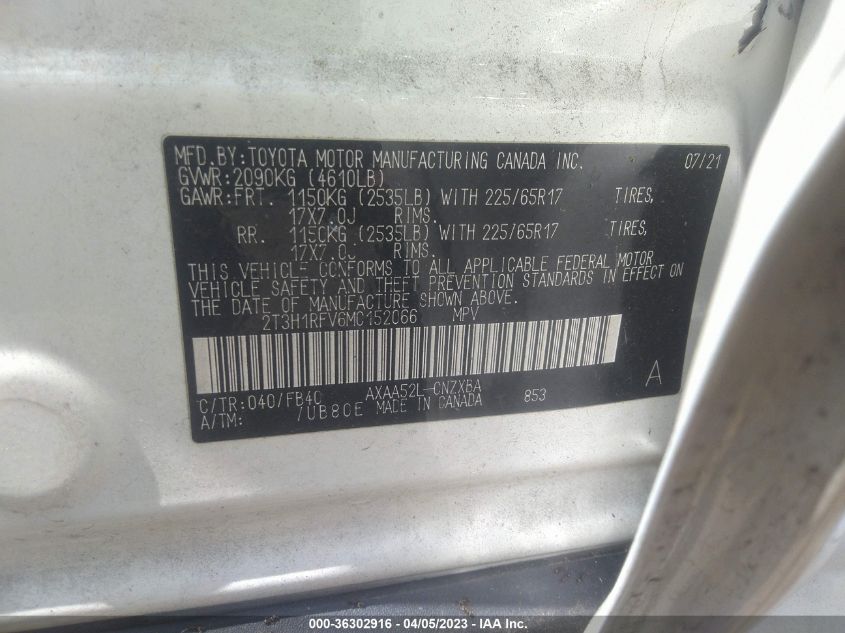 MFD.BY:TOYOTA MOTOR MANUFACTURING CANADA INC. 07/21
GVWR:2090KG (4610LB)
GAWR:FRT. 1150KG (2535LB) WITH 225/65R17 TIRES,
17X7.0J RIMS.
RR. 1150KG (2535LB) WITH 225/65R17 TIRES,
17X7.0J RIMS.
THIS VEHICLE CONFORMS TO ALL APPLICABLE FEDERAL MOTOR
VEHICLE SAFETY AND THEFT PREVENTION STANDARDS IN EFFECT ON
THE DATE OF MANUFACTURE SHOWN ABOVE.
2T3H1RFV6MC152066 MPV
C/TR:040/FB40 AXAA52L-CNZXBA A
A/TM: /UB80E MADE IN CANADA 853
000-36302916 - 04/05/2023 - IAA Inc.